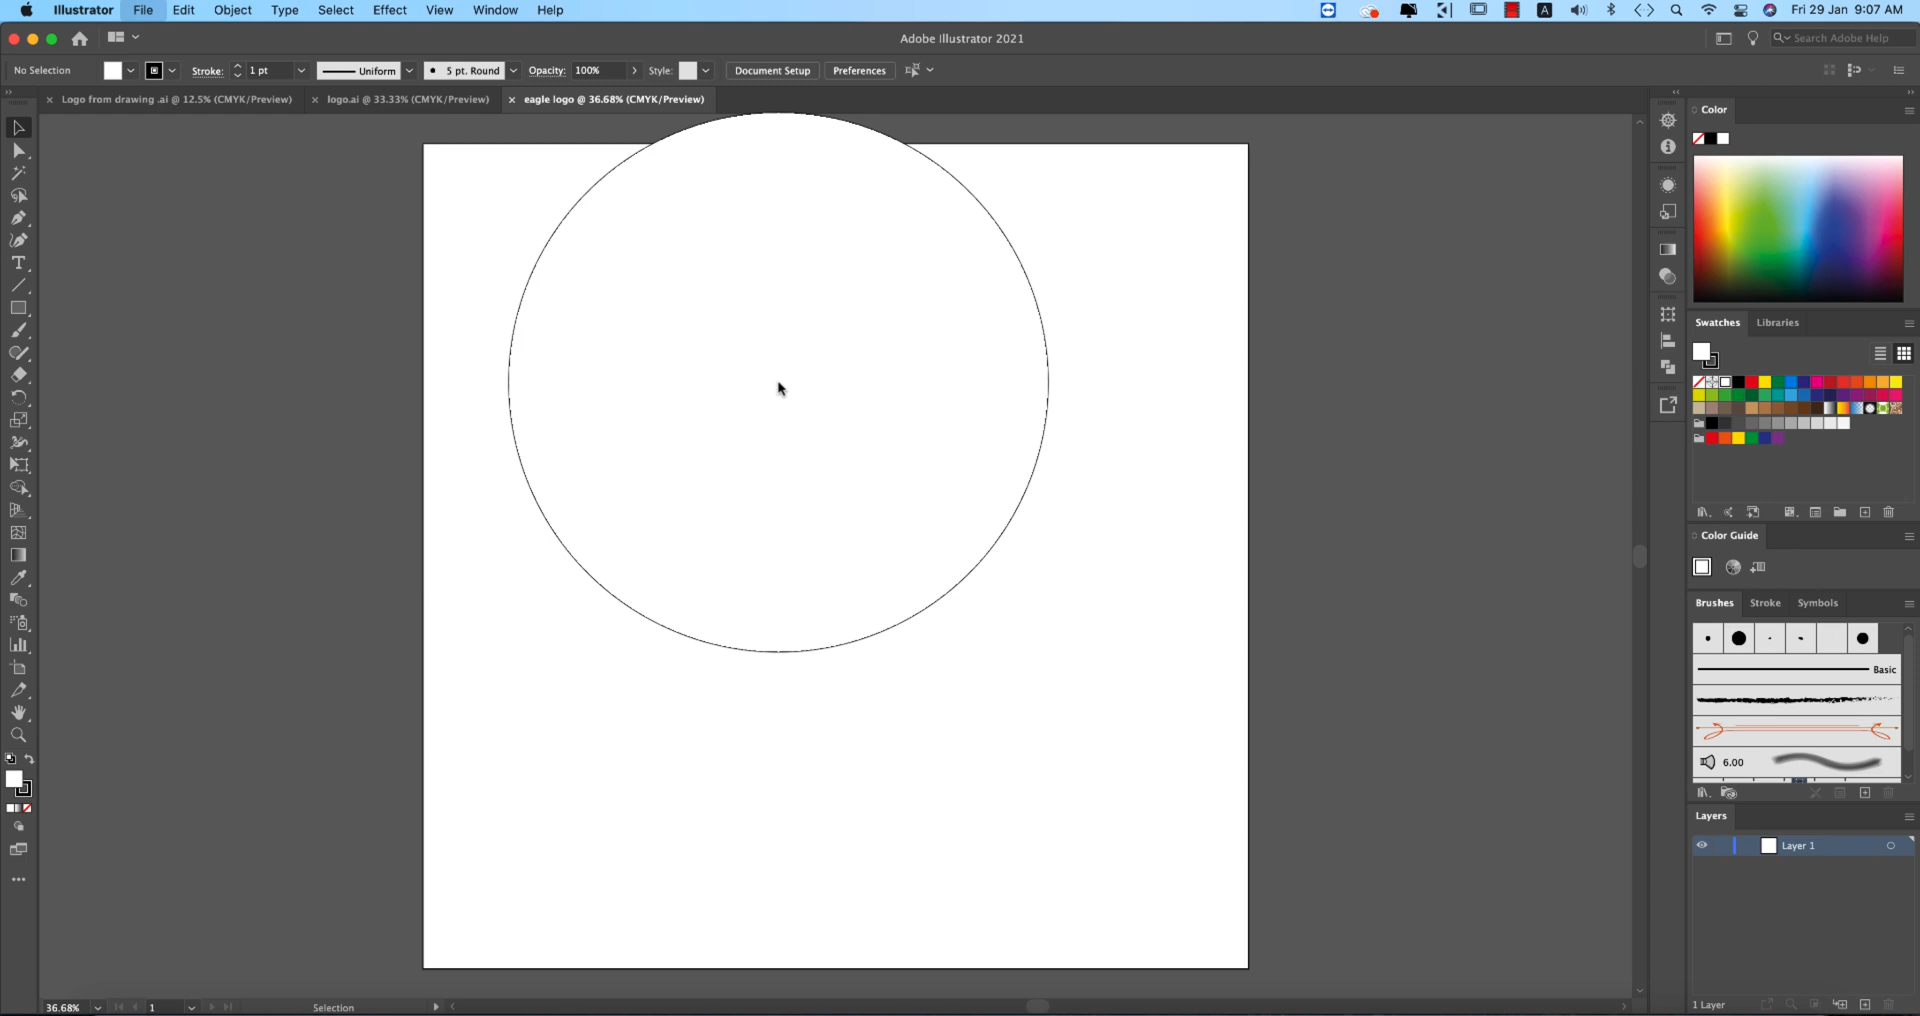 Illustrator File Edit Object Type Select Effect View Window Help A Fri 29 Jan 9:07 AM
Adobe Illustrator 2021 Search Adobe Help
No Selection Stroke: 1 pt Uniform 5 pt. Round Opacity: 100% Style: Document Setup Preferences
Logo from drawing .ai @ 12.5% (CMYK/Preview) logo.ai @ 33.33% (CMYK/Preview) eagle logo @ 36.68% (CMYK/Preview)
Color
Swatches Libraries
Color Guide
Brushes Stroke Symbols
Basic
6.00
Layers
Layer 1
1 Layer
36.68% 1 Selection